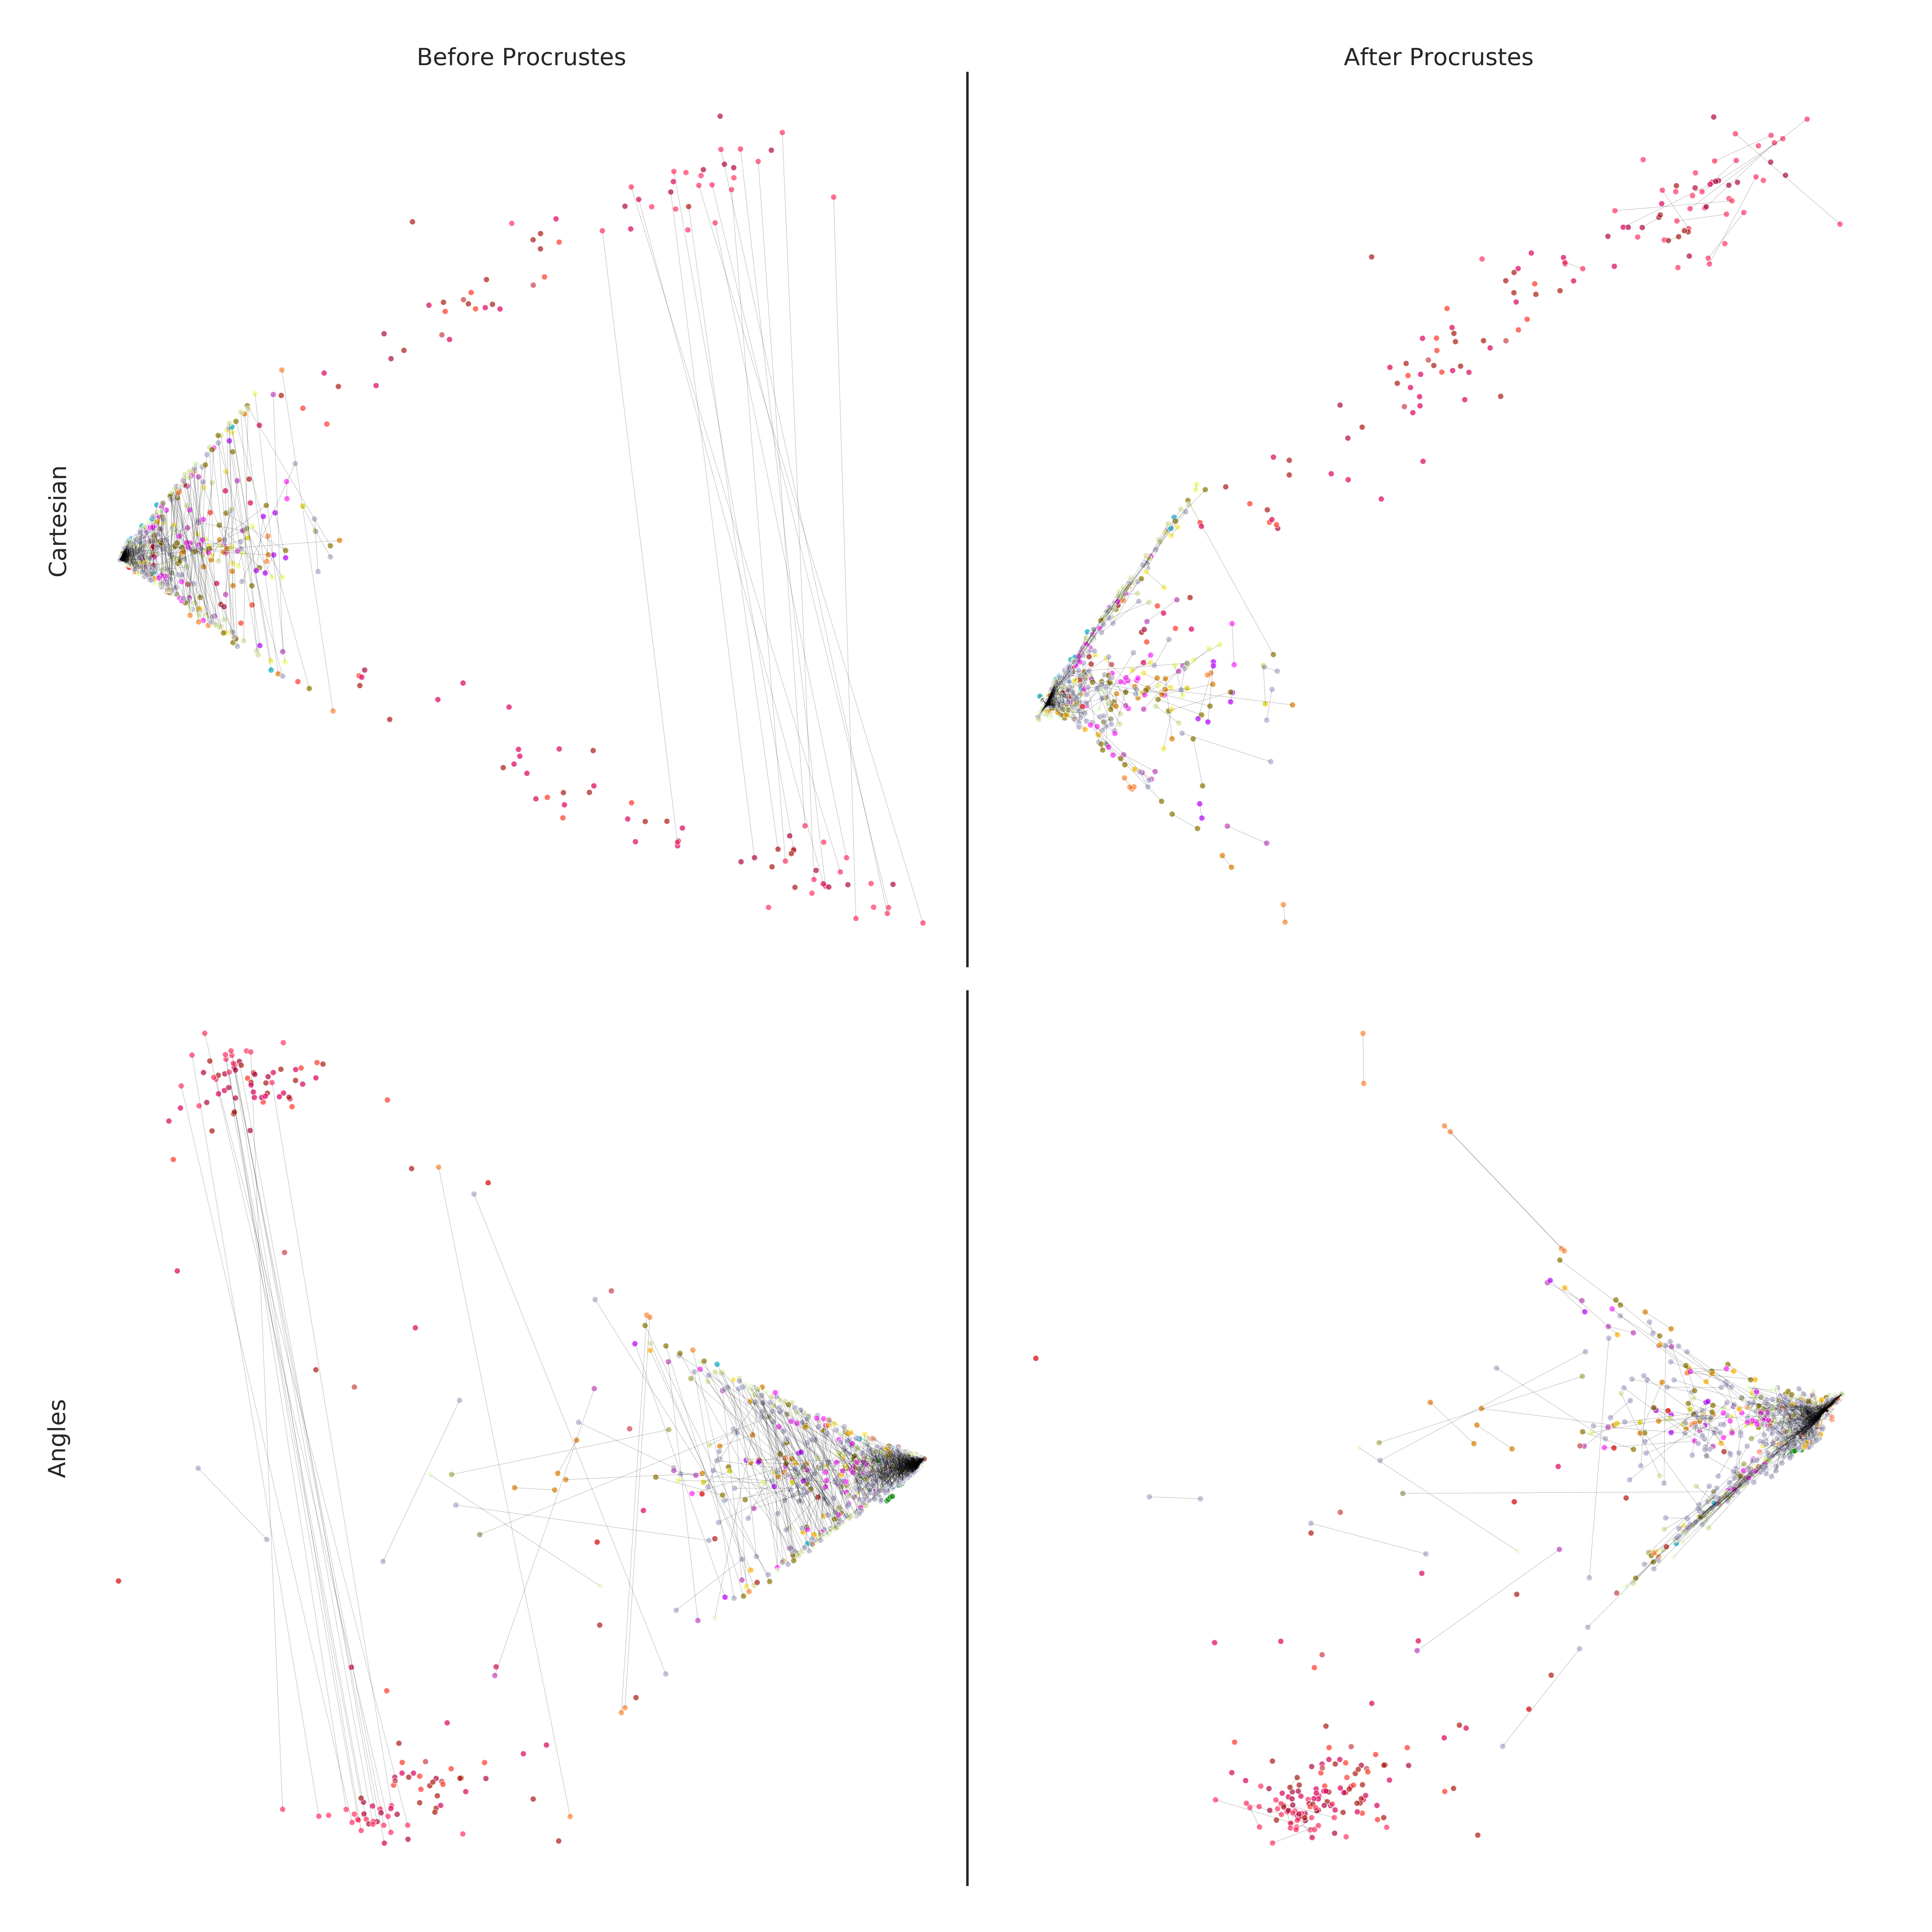 Before Procrustes
After Procrustes
Cartesian
Angles